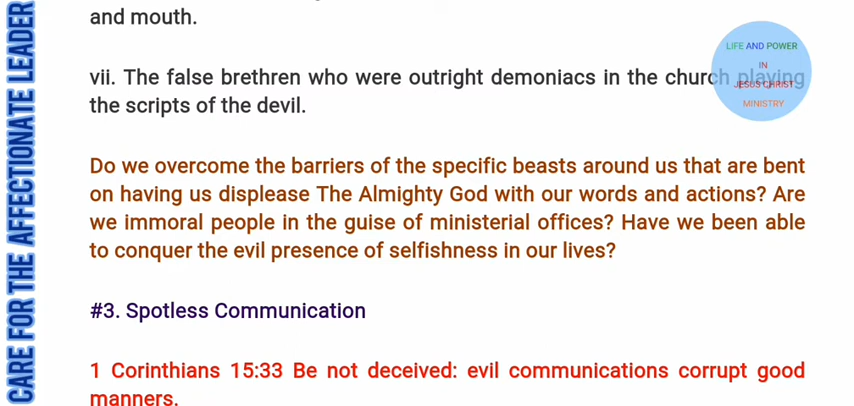 CARE FOR THE AFFECTIONATE LEADER
and mouth.
vii. The false brethren who were outright demoniacs in the church playing
the scripts of the devil.
Do we overcome the barriers of the specific beasts around us that are bent
on having us displease The Almighty God with our words and actions? Are
we immoral people in the guise of ministerial offices? Have we been able
to conquer the evil presence of selfishness in our lives?
#3. Spotless Communication
1 Corinthians 15:33 Be not deceived: evil communications corrupt good
manners.
LIFE AND POWER
IN
JESUS CHRIST
MINISTRY